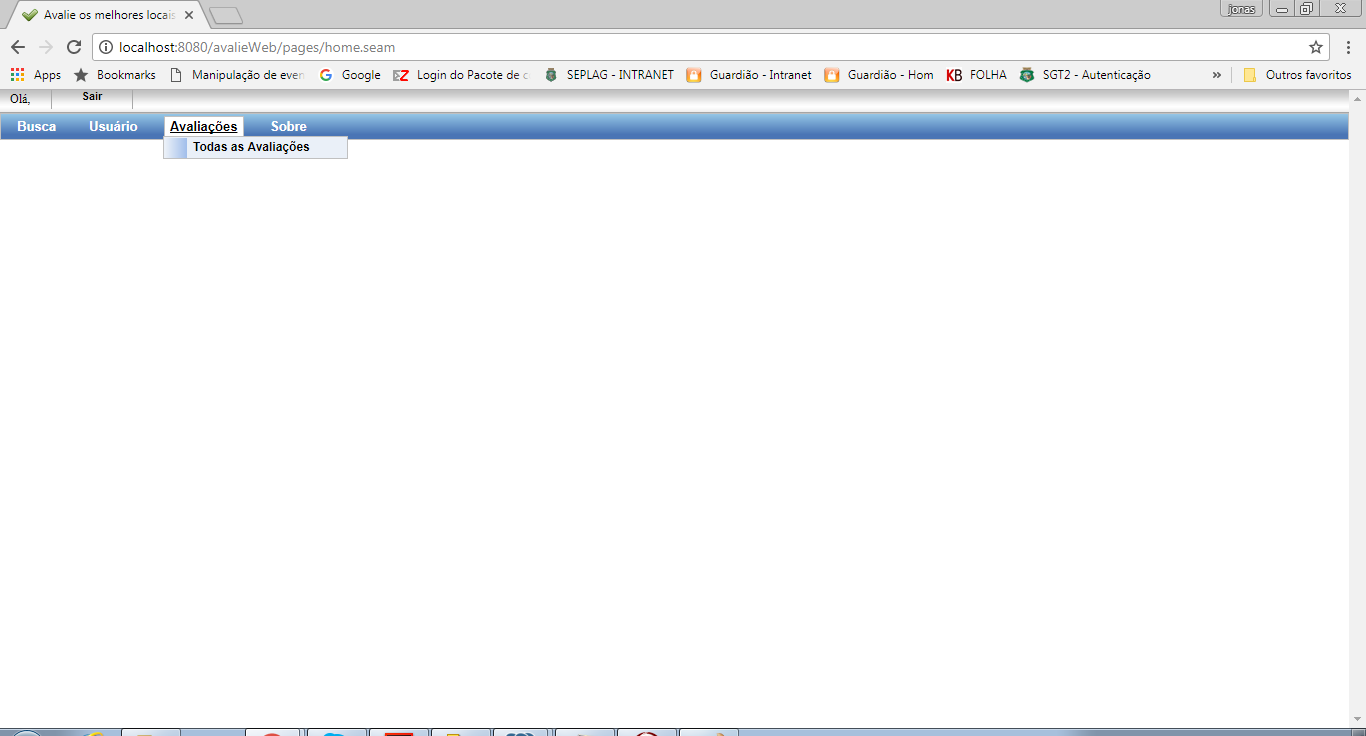 Avalie os melhores locais
jonas
localhost:8080/avalieWeb/pages/home.seam
Apps Bookmarks Manipulação de even Google Login do Pacote de c SEPLAG - INTRANET Guardião - Intranet Guardião - Hom KB FOLHA SGT2 - Autenticação » Outros favoritos
Olá, Sair
Busca Usuário Avaliações Sobre
Todas as Avaliações